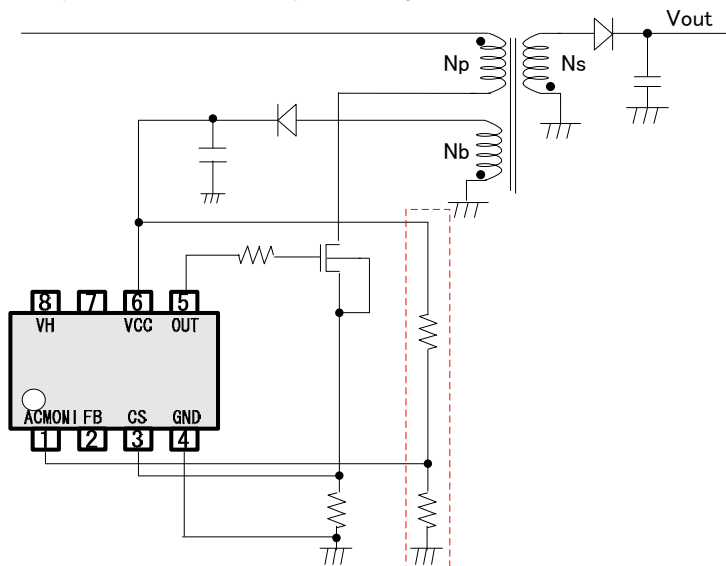 Vout
Np
Ns
Nb
8 7 6 5
VH VCC OUT
ACMONI FB CS GND
1 2 3 4